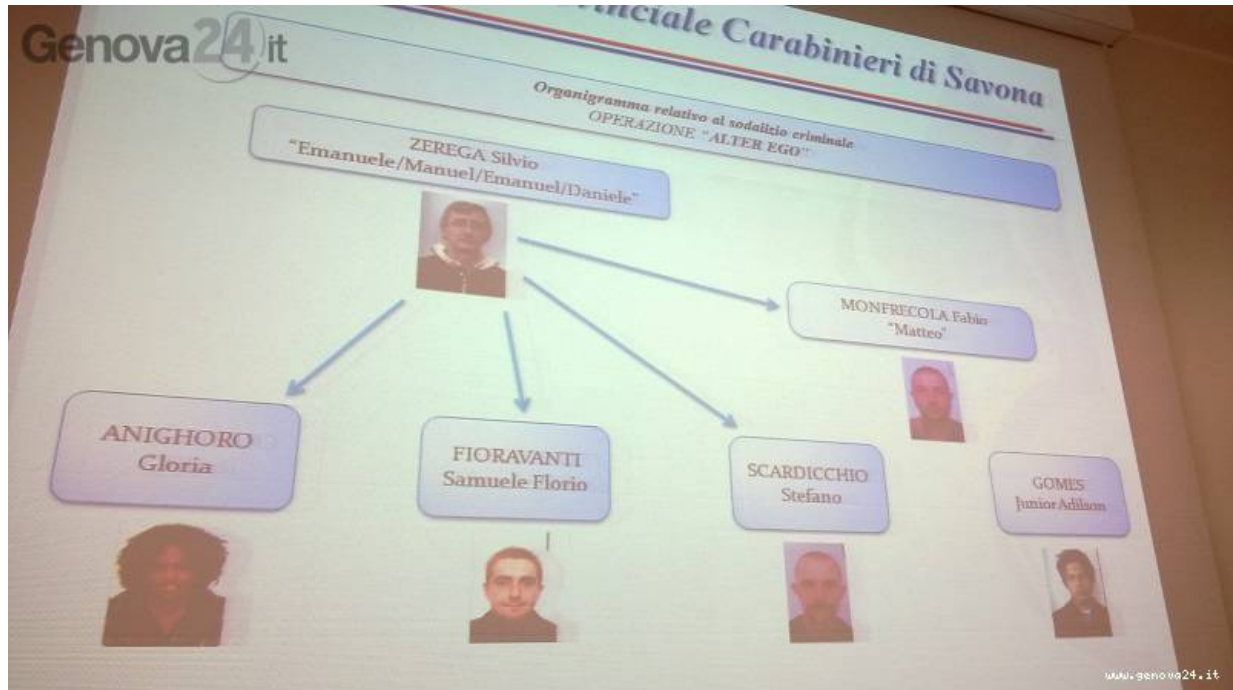 Genova24.it
Provinciale Carabinieri di Savona
Organigramma relativo al sodalizio criminale
OPERAZIONE "ALTER EGO"
ZEREGA Silvio
"Emanuele/Manuel/Emanuel/Daniele"
MONFRECOLA Fabio
"Matteo"
ANIGHORO
Gloria
FIORAVANTI
Samuele Florio
SCARDICCHIO
Stefano
GOMES
Junior Adilson
www.genova24.it